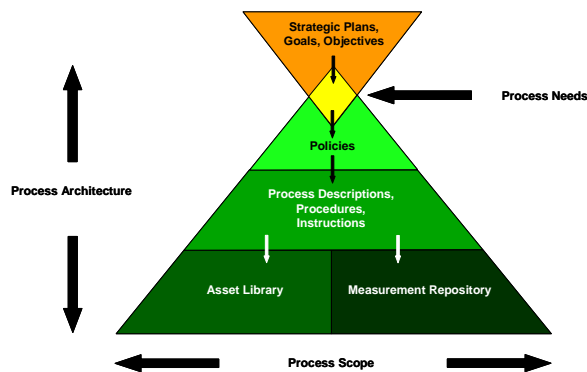 Strategic Plans,
Goals, Objectives
Process Needs
Policies
Process Architecture
Process Descriptions,
Procedures,
Instructions
Asset Library
Measurement Repository
Process Scope